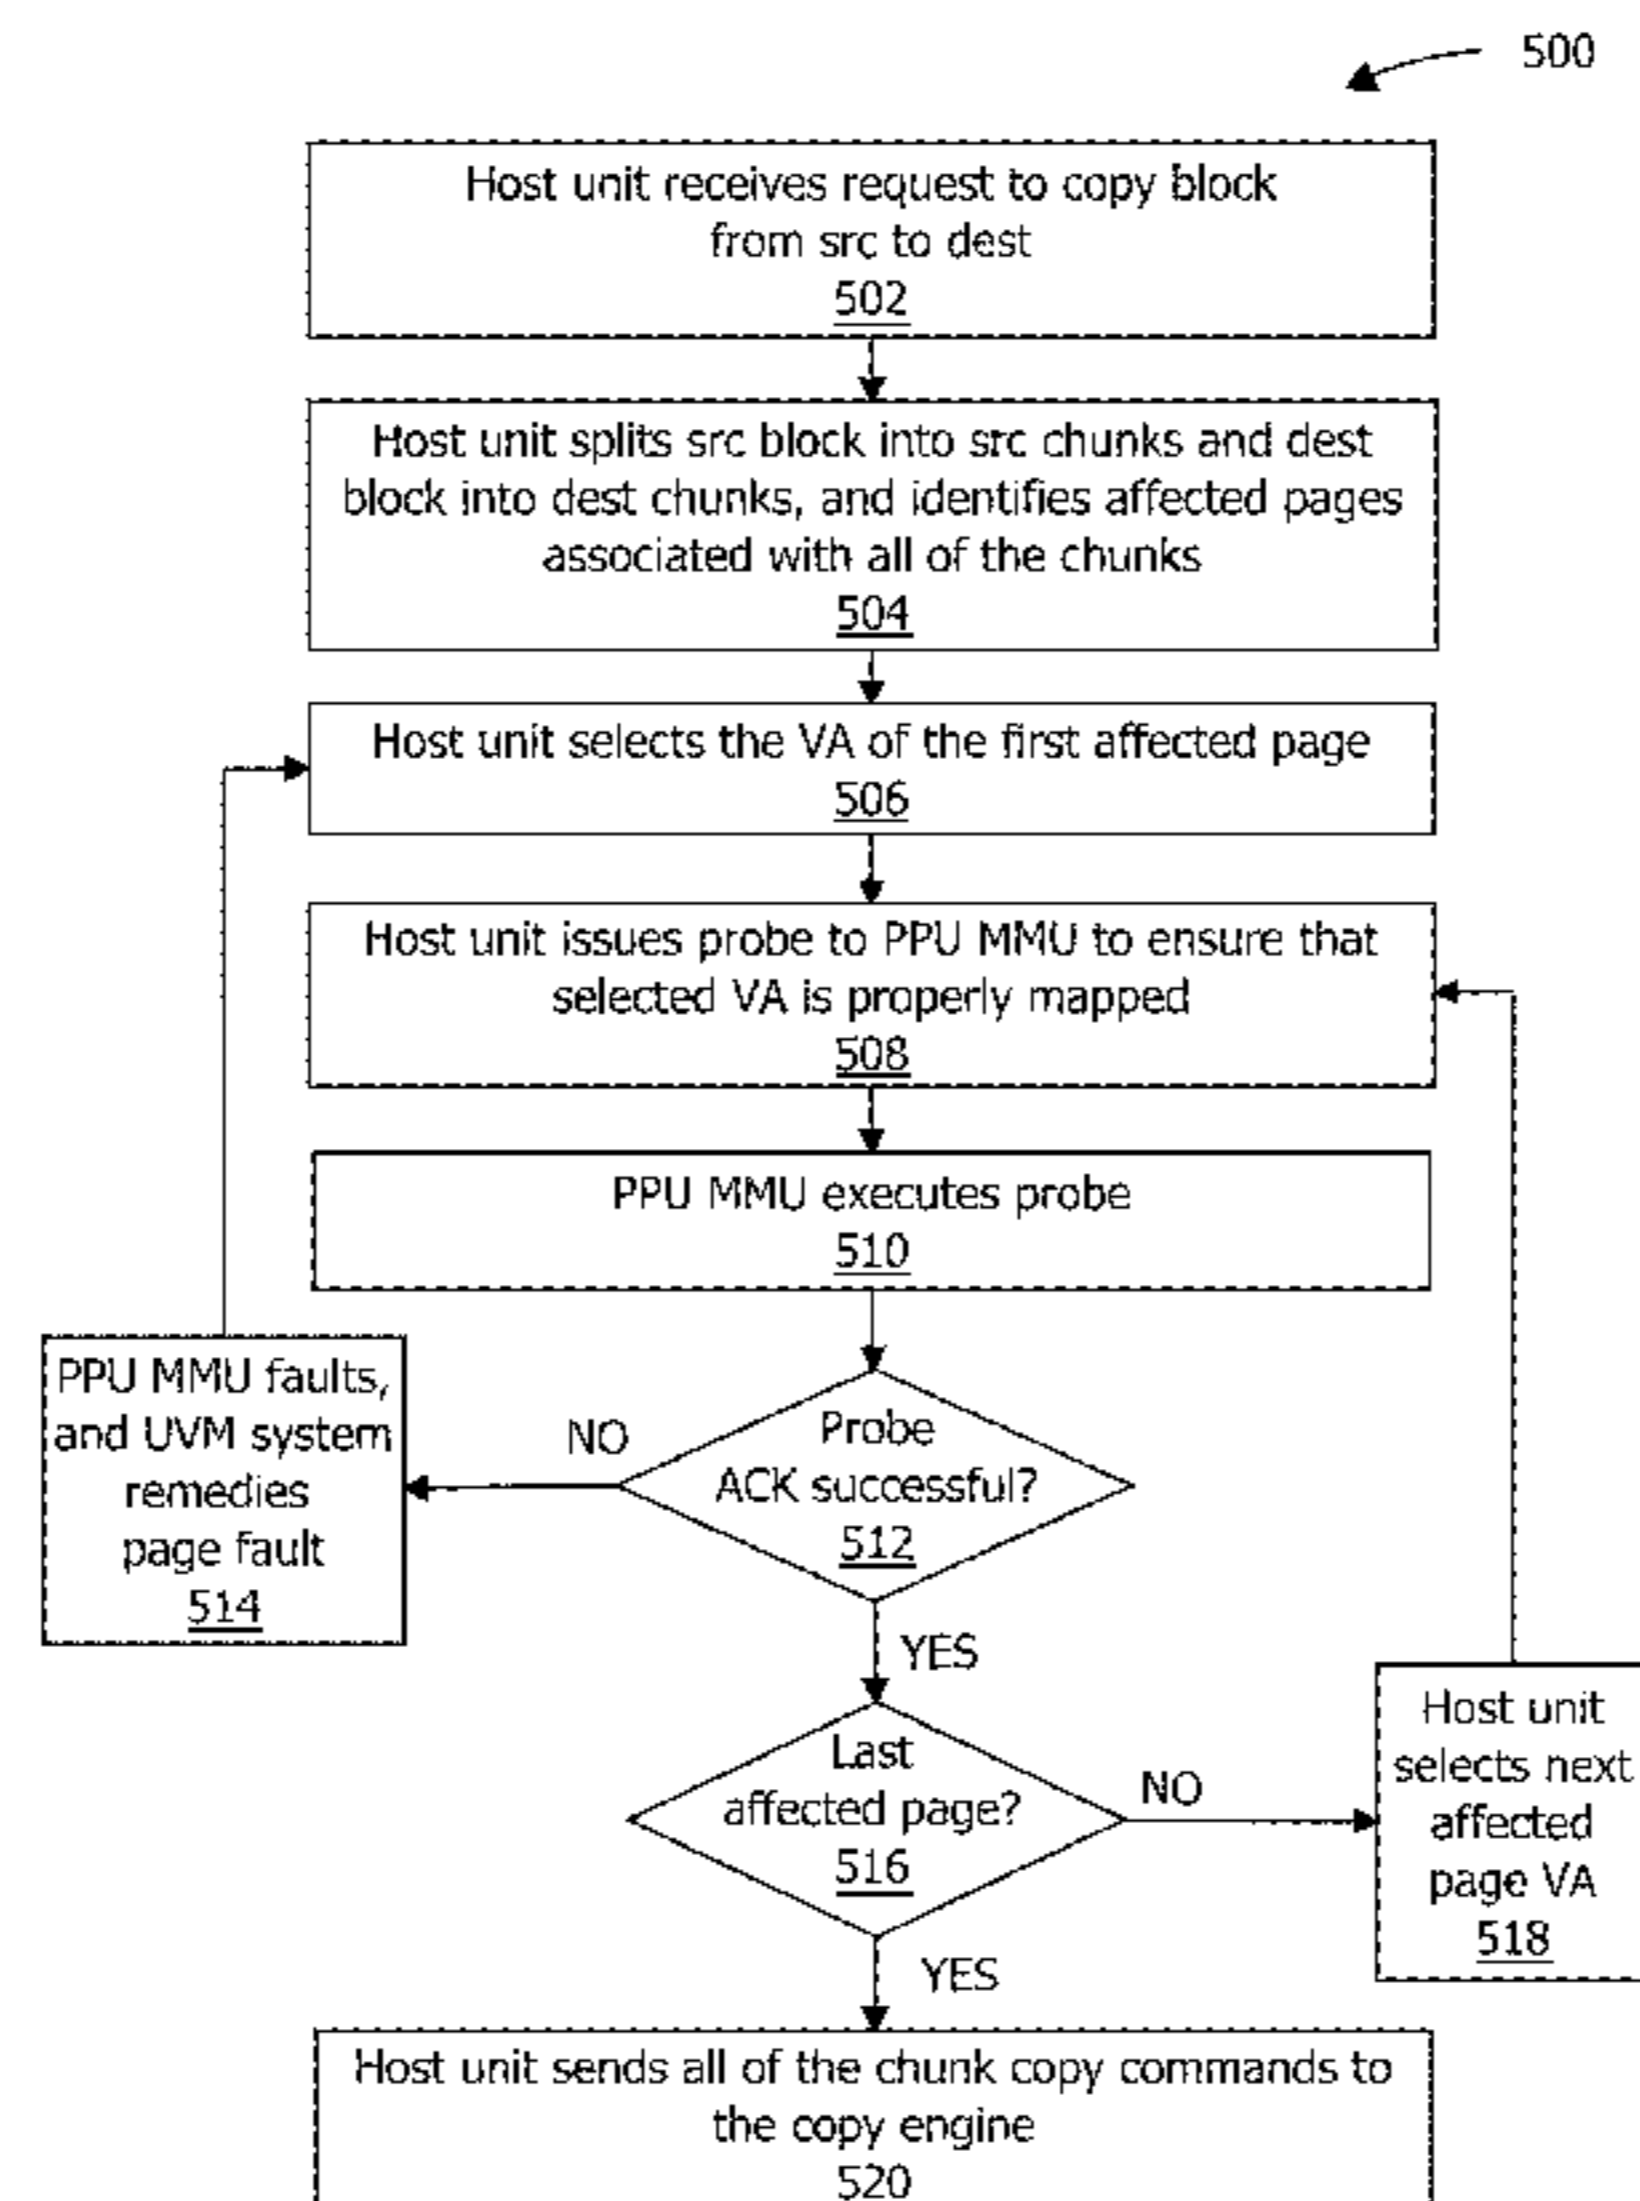 500
Host unit receives request to copy block
from src to dest
502
Host unit splits src block into src chunks and dest
block into dest chunks, and identifies affected pages
associated with all of the chunks
504
Host unit selects the VA of the first affected page
506
Host unit issues probe to PPU MMU to ensure that
selected VA is properly mapped
508
PPU MMU executes probe
510
Probe
ACK successful?
512
NO
PPU MMU faults,
and UVM system
remedies
page fault
514
YES
Last
affected page?
516
NO
Host unit
selects next
affected
page VA
518
YES
Host unit sends all of the chunk copy commands to
the copy engine
520